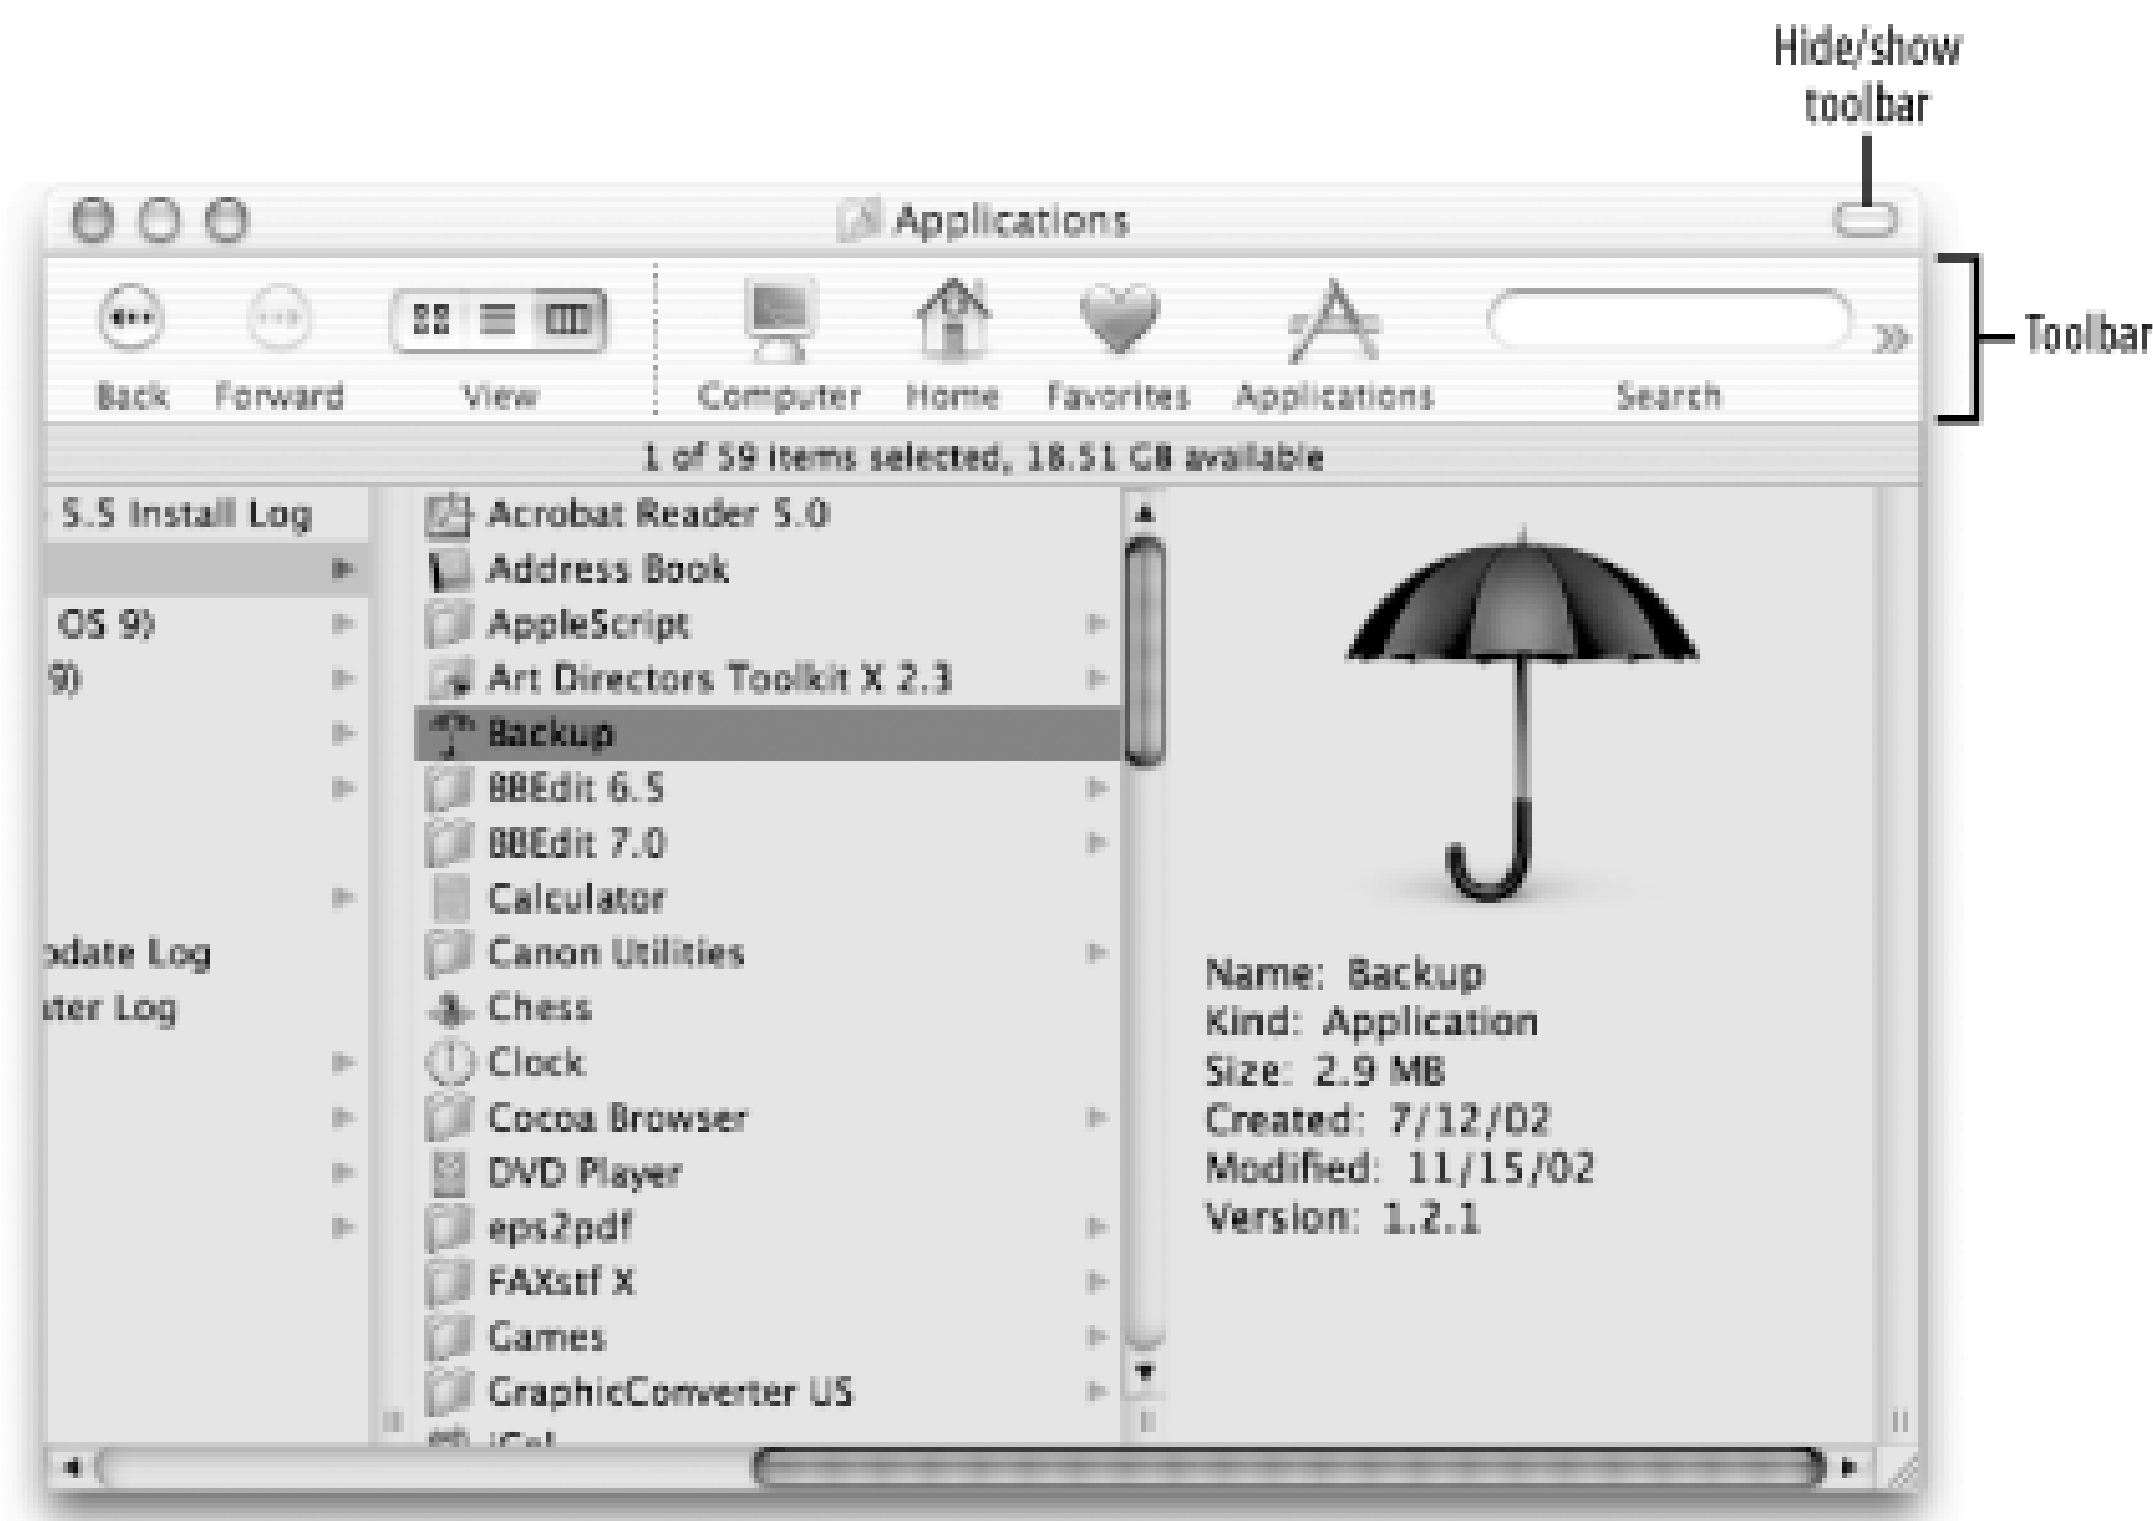 Hide/show
toolbar
Applications
Toolbar
Back Forward View Computer Home Favorites Applications Search
1 of 59 items selected, 18.51 GB available
5.5 Install Log
OS 9)
9)
pdate Log
ater Log
Acrobat Reader 5.0
Address Book
AppleScript
Art Directors Toolkit X 2.3
Backup
BBEdit 6.5
BBEdit 7.0
Calculator
Canon Utilities
Chess
Clock
Cocoa Browser
DVD Player
eps2pdf
FAXstf X
Games
GraphicConverter US
iCal
Name: Backup
Kind: Application
Size: 2.9 MB
Created: 7/12/02
Modified: 11/15/02
Version: 1.2.1